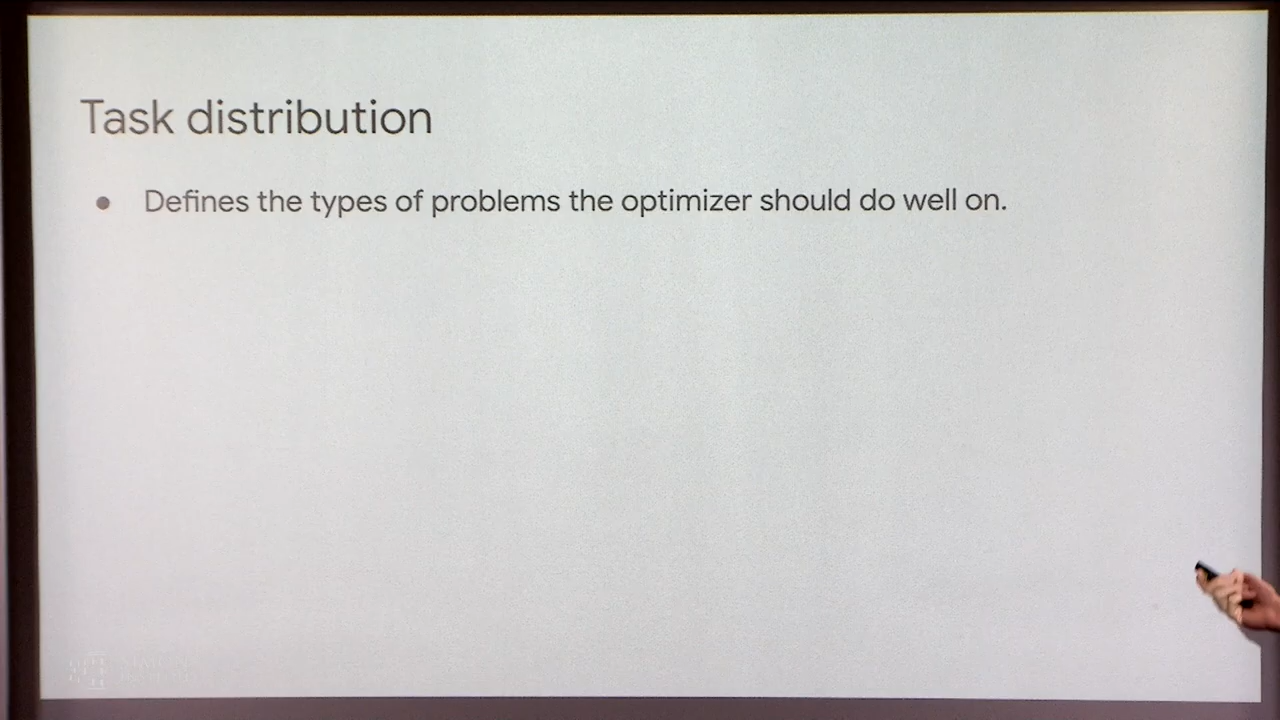 Task distribution
● Defines the types of problems the optimizer should do well on.